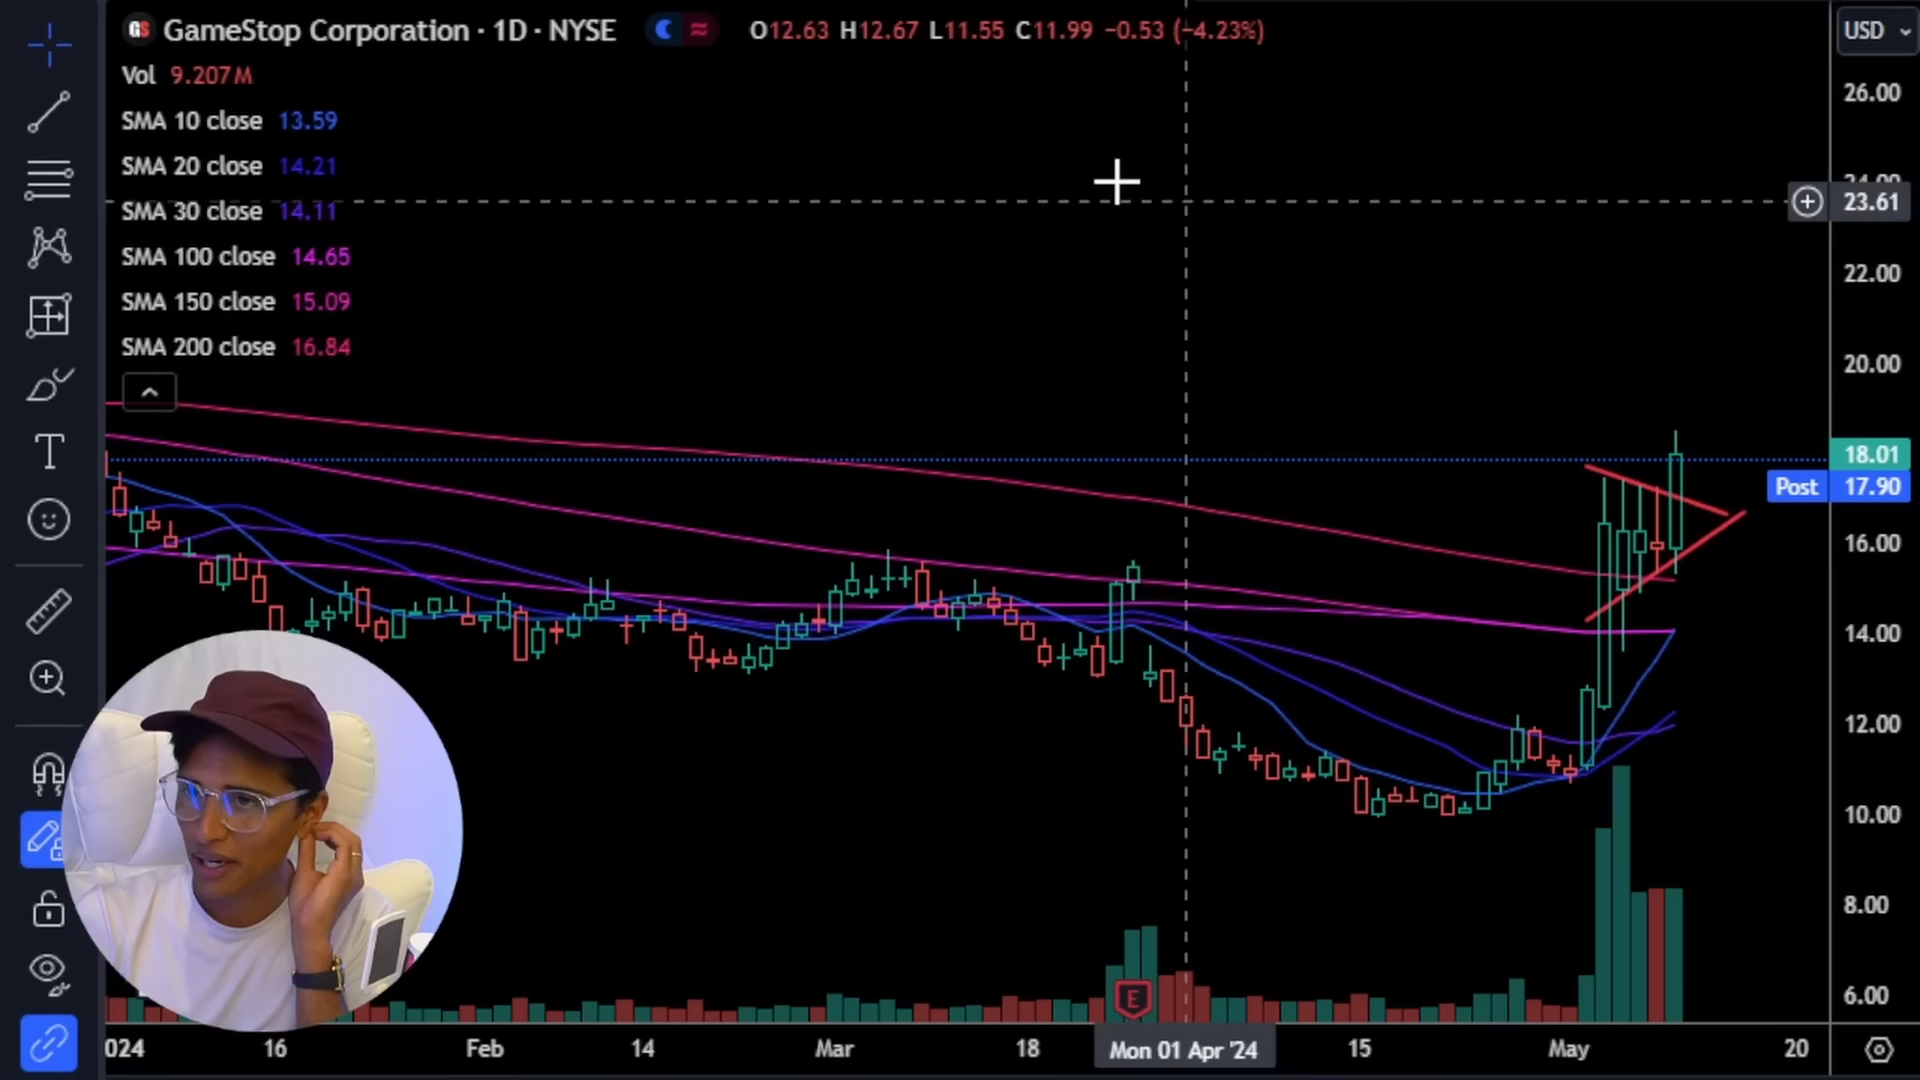 GameStop Corporation · 1D · NYSE O12.63 H12.67 L11.55 C11.99 −0.53 (−4.23%)
USD
Vol 9.207M
SMA 10 close 13.59
SMA 20 close 14.21
SMA 30 close 14.11
SMA 100 close 14.65
SMA 150 close 15.09
SMA 200 close 16.84
26.00
23.61
22.00
20.00
18.01
Post 17.90
16.00
14.00
12.00
10.00
8.00
6.00
E
024 16 Feb 14 Mar 18 Mon 01 Apr '24 15 May 20